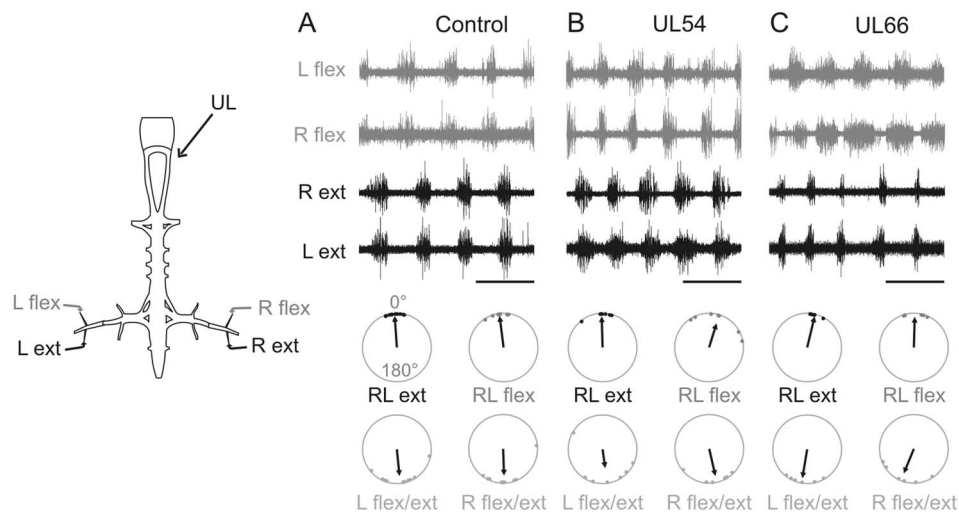 A Control B UL54 C UL66
L flex
UL
R flex
R ext
L ext
L flex R flex
L ext R ext
0°
180°
RL ext RL flex RL ext RL flex RL ext RL flex
L flex/ext R flex/ext L flex/ext R flex/ext L flex/ext R flex/ext